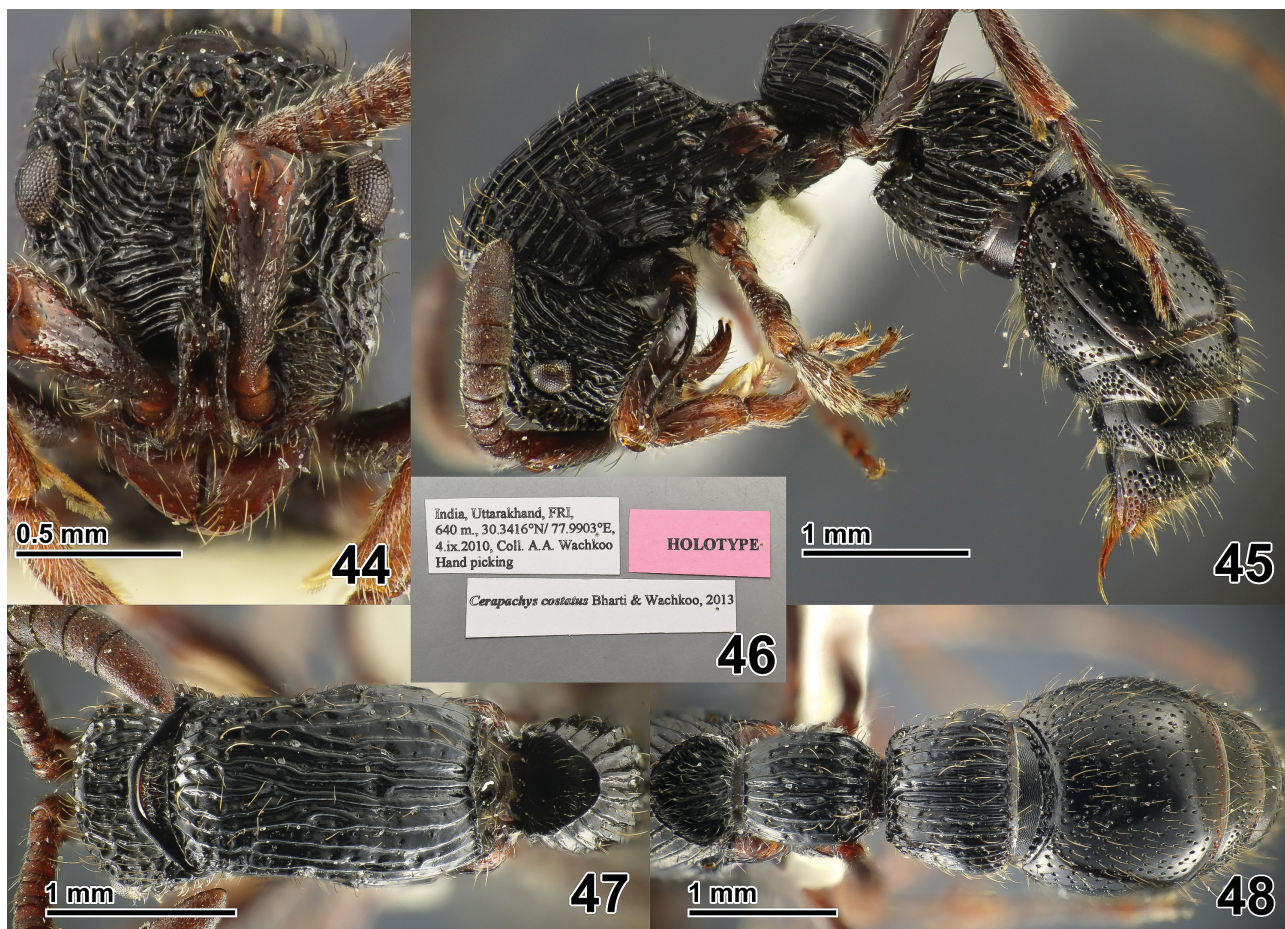 0.5 mm
44
1 mm
45
India, Uttarakhand, FRI,
640 m., 30.3416°N/ 77.9903°E,
4.ix.2010, Coll. A.A. Wachkoo
Hand picking
HOLOTYPE
Cerapachys costatus Bharti & Wachkoo, 2013
46
1 mm
47
1 mm
48